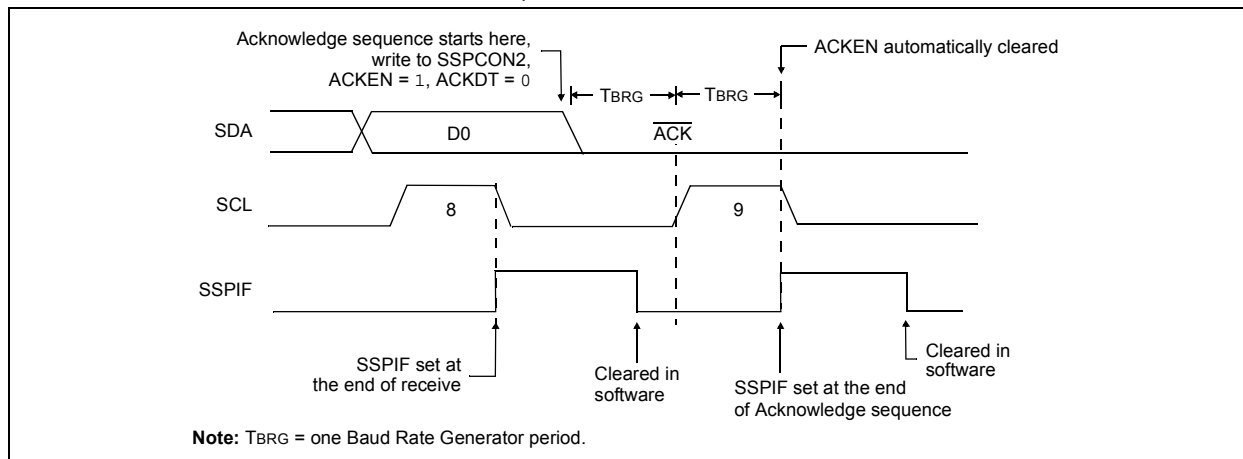 Acknowledge sequence starts here,
write to SSPCON2,
ACKEN = 1, ACKDT = 0
ACKEN automatically cleared
TBRG
TBRG
SDA
D0
ACK
SCL
8
9
SSPIF
SSPIF set at
the end of receive
Cleared in
software
SSPIF set at the end
of Acknowledge sequence
Cleared in
software
Note: TBRG = one Baud Rate Generator period.